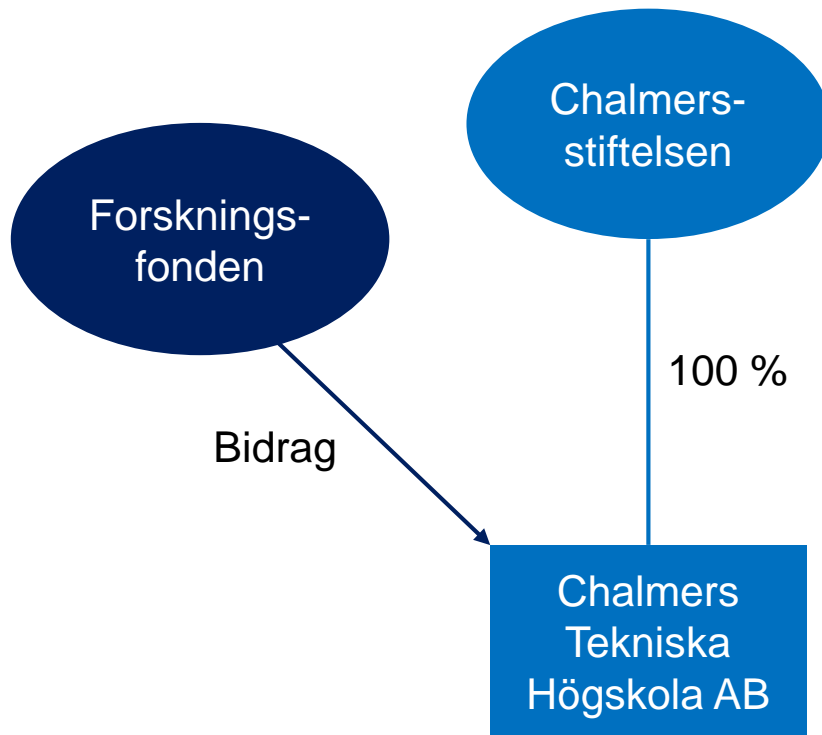 Chalmers-
stiftelsen
Forsknings-
fonden
100 %
Bidrag
Chalmers
Tekniska
Högskola AB